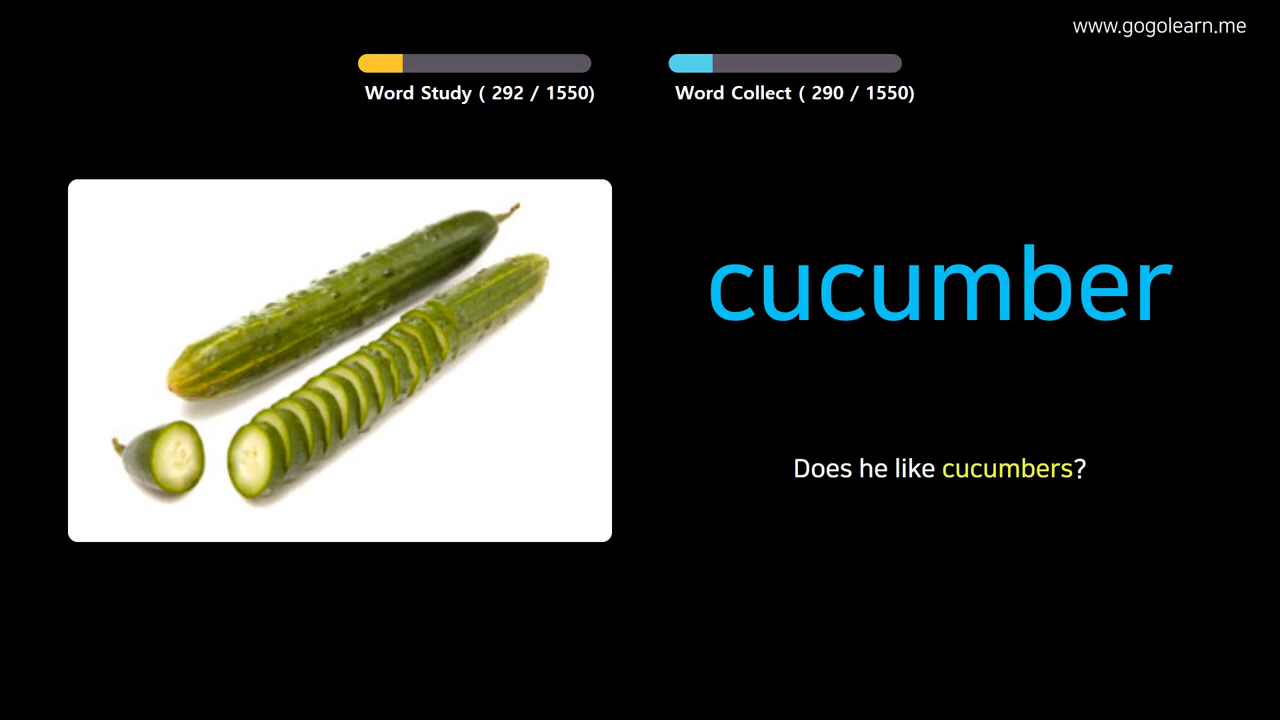 www.gogolearn.me
Word Study ( 292 / 1550)
Word Collect ( 290 / 1550)
cucumber
Does he like cucumbers?